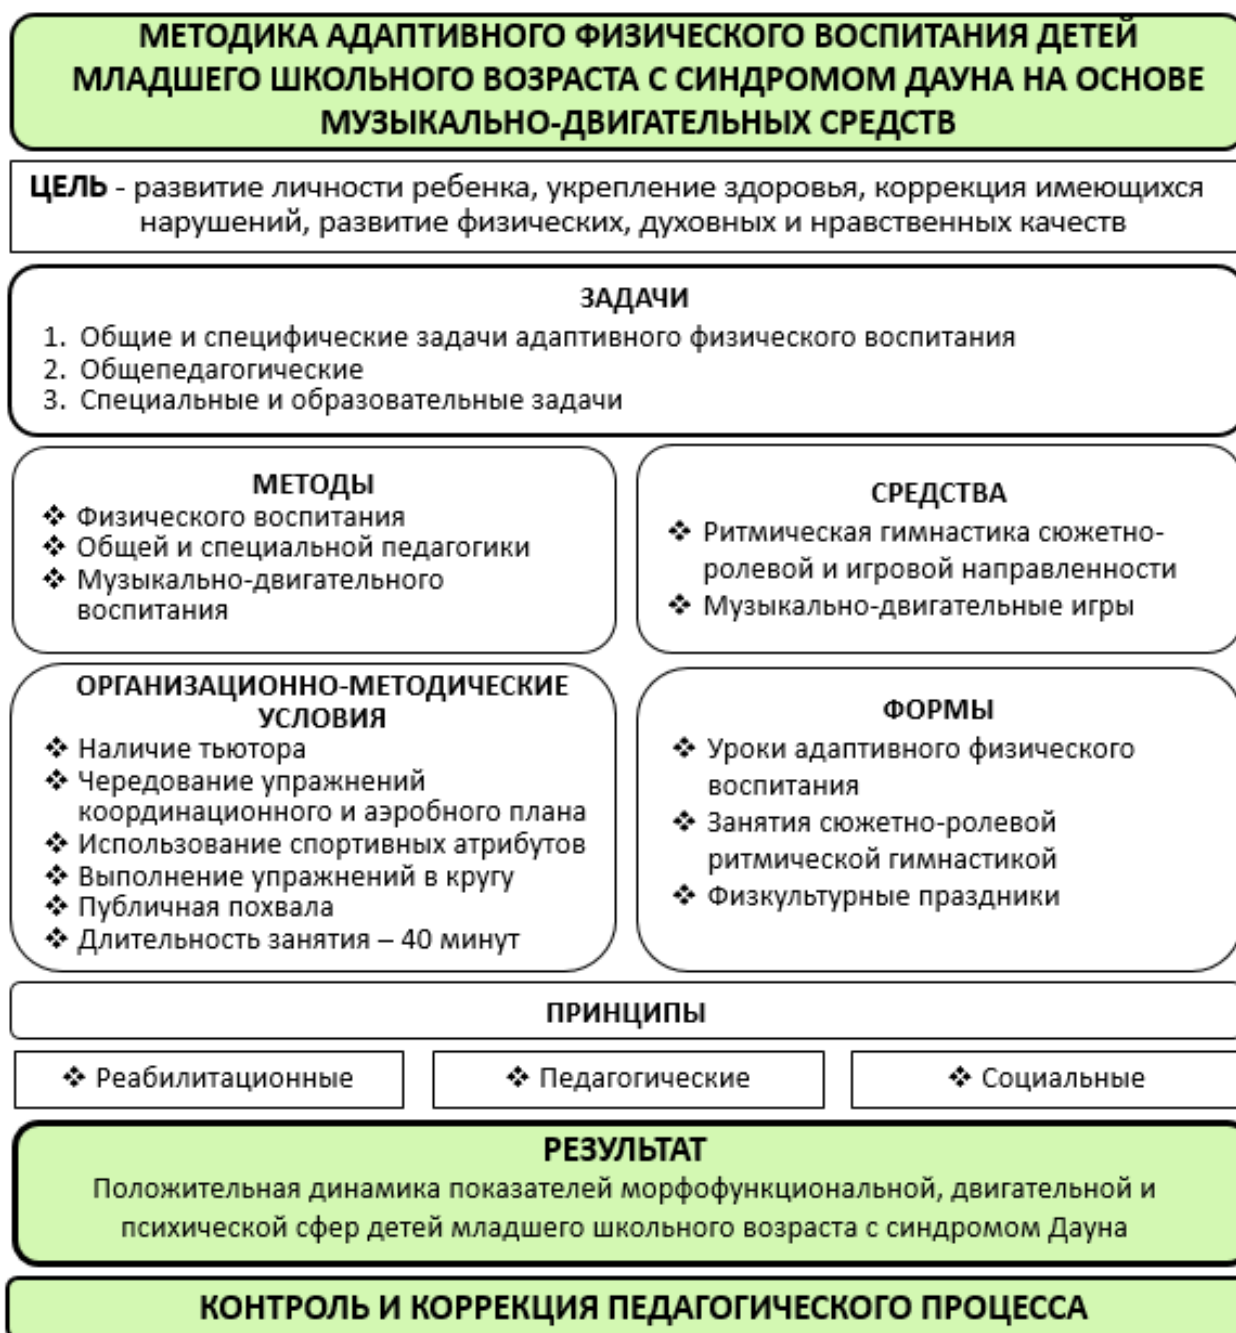 МЕТОДИКА АДАПТИВНОГО ФИЗИЧЕСКОГО ВОСПИТАНИЯ ДЕТЕЙ
МЛАДШЕГО ШКОЛЬНОГО ВОЗРАСТА С СИНДРОМОМ ДАУНА НА ОСНОВЕ
МУЗЫКАЛЬНО-ДВИГАТЕЛЬНЫХ СРЕДСТВ
ЦЕЛЬ - развитие личности ребенка, укрепление здоровья, коррекция имеющихся
нарушений, развитие физических, духовных и нравственных качеств
ЗАДАЧИ
1. Общие и специфические задачи адаптивного физического воспитания
2. Общепедагогические
3. Специальные и образовательные задачи
МЕТОДЫ
❖ Физического воспитания
❖ Общей и специальной педагогики
❖ Музыкально-двигательного
воспитания
СРЕДСТВА
❖ Ритмическая гимнастика сюжетно-
ролевой и игровой направленности
❖ Музыкально-двигательные игры
ОРГАНИЗАЦИОННО-МЕТОДИЧЕСКИЕ
УСЛОВИЯ
❖ Наличие тьютора
❖ Чередование упражнений
координационного и аэробного плана
❖ Использование спортивных атрибутов
❖ Выполнение упражнений в кругу
❖ Публичная похвала
❖ Длительность занятия – 40 минут
ФОРМЫ
❖ Уроки адаптивного физического
воспитания
❖ Занятия сюжетно-ролевой
ритмической гимнастикой
❖ Физкультурные праздники
ПРИНЦИПЫ
❖ Реабилитационные
❖ Педагогические
❖ Социальные
РЕЗУЛЬТАТ
Положительная динамика показателей морфофункциональной, двигательной и
психической сфер детей младшего школьного возраста с синдромом Дауна
КОНТРОЛЬ И КОРРЕКЦИЯ ПЕДАГОГИЧЕСКОГО ПРОЦЕССА